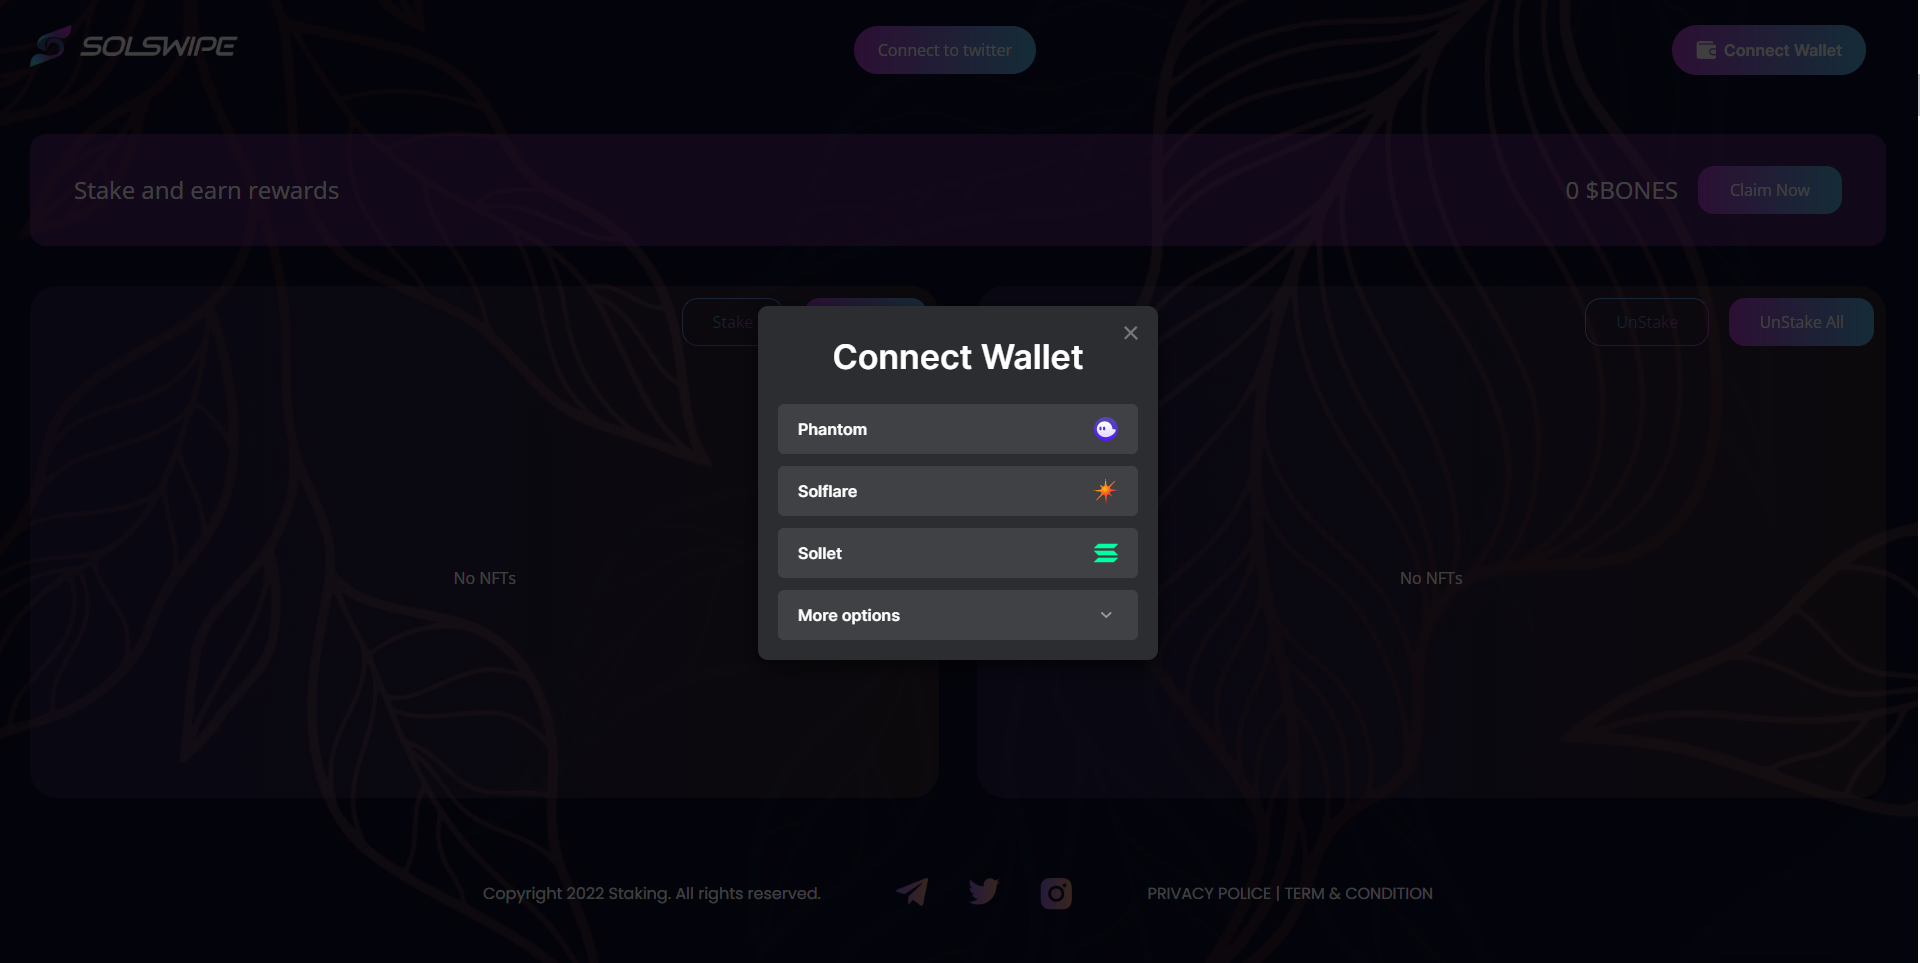 SOLSWIPE
Connect to twitter
Connect Wallet
Stake and earn rewards
0 $BONES
Claim Now
Stake
UnStake
UnStake All
Connect Wallet
Phantom
Solflare
Sollet
More options
No NFTs
No NFTs
Copyright 2022 Staking. All rights reserved.
PRIVACY POLICE | TERM & CONDITION